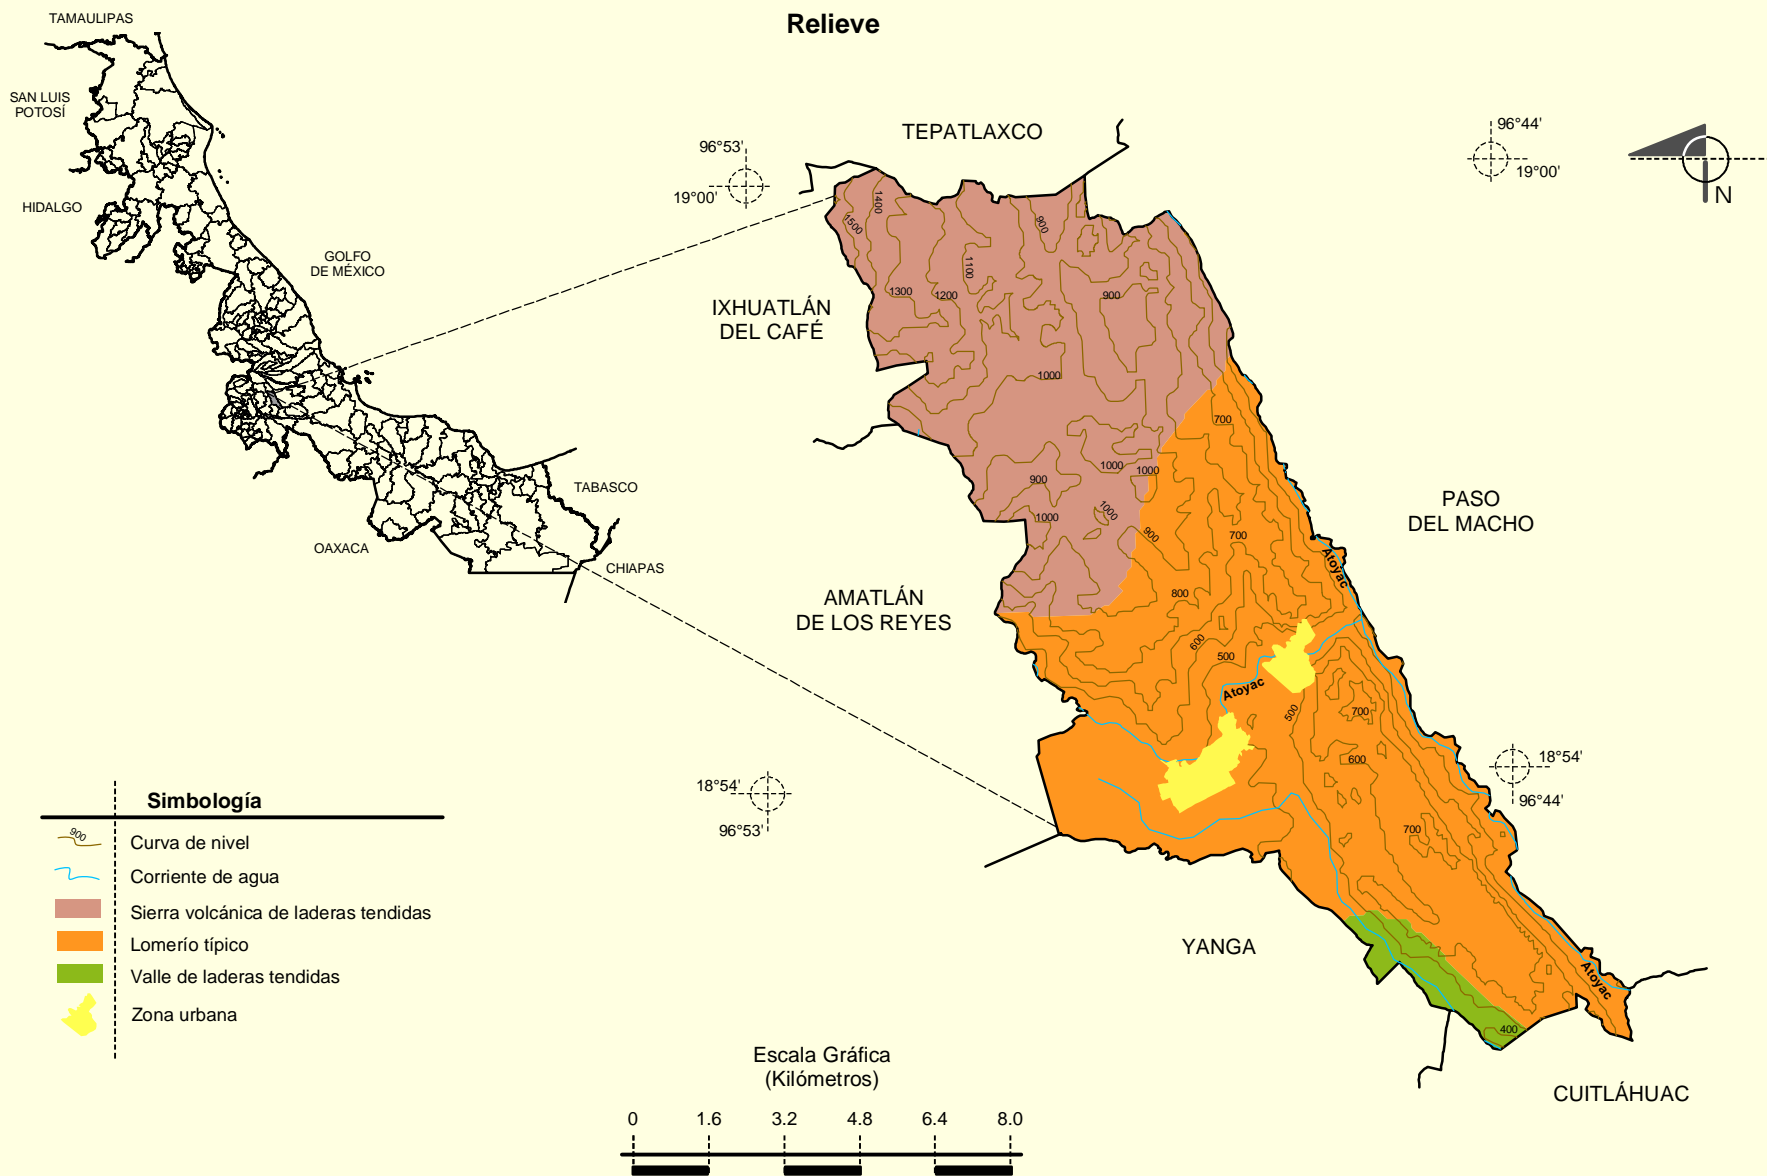 Relieve
TAMAULIPAS
SAN LUIS
POTOSÍ
HIDALGO
GOLFO
DE MÉXICO
TABASCO
OAXACA
CHIAPAS
TEPATLAXCO
96°53'
19°00'
96°44'
19°00'
N
IXHUATLÁN
DEL CAFÉ
AMATLÁN
DE LOS REYES
PASO
DEL MACHO
YANGA
CUITLÁHUAC
1500
1400
900
1100
1300
1200
900
1000
700
1000
1000
900
1000
1000
900
700
Atoyac
800
600
500
Atoyac
500
700
600
700
Atoyac
400
18°54'
96°53'
18°54'
96°44'
Simbología
900
Curva de nivel
Corriente de agua
Sierra volcánica de laderas tendidas
Lomerío típico
Valle de laderas tendidas
Zona urbana
Escala Gráfica
(Kilómetros)
0 1.6 3.2 4.8 6.4 8.0